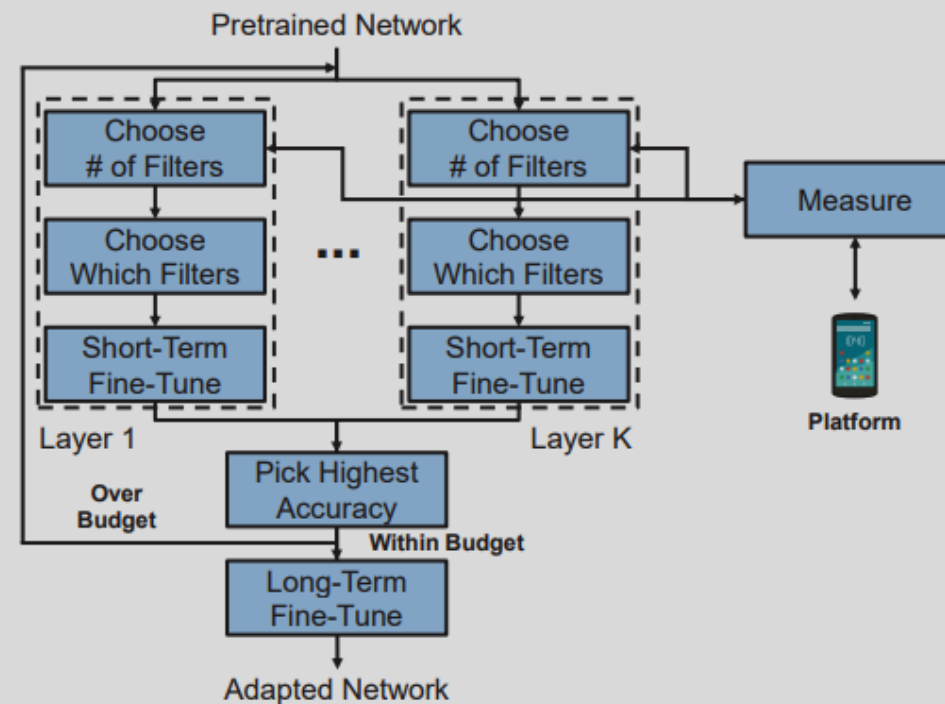 Pretrained Network
Choose
# of Filters
Choose
Which Filters
Short-Term
Fine-Tune
Layer 1
...
Choose
# of Filters
Choose
Which Filters
Short-Term
Fine-Tune
Layer K
Measure
Platform
Pick Highest
Accuracy
Over
Budget
Within Budget
Long-Term
Fine-Tune
Adapted Network